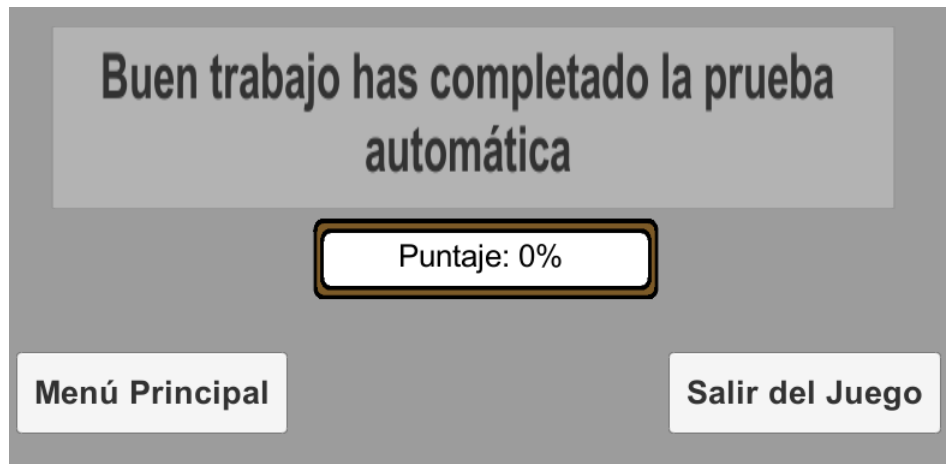 Buen trabajo has completado la prueba
automática
Puntaje: 0%
Menú Principal
Salir del Juego